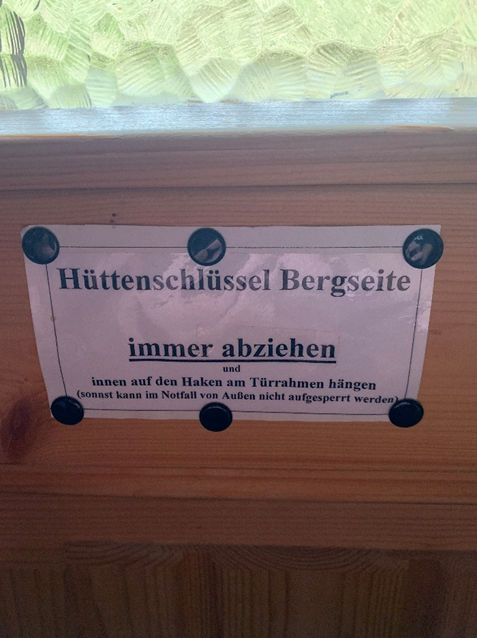 Hüttenschlüssel Bergseite
immer abziehen
und
innen auf den Haken am Türrahmen hängen
(sonnst kann im Notfall von Außen nicht aufgesperrt werden)